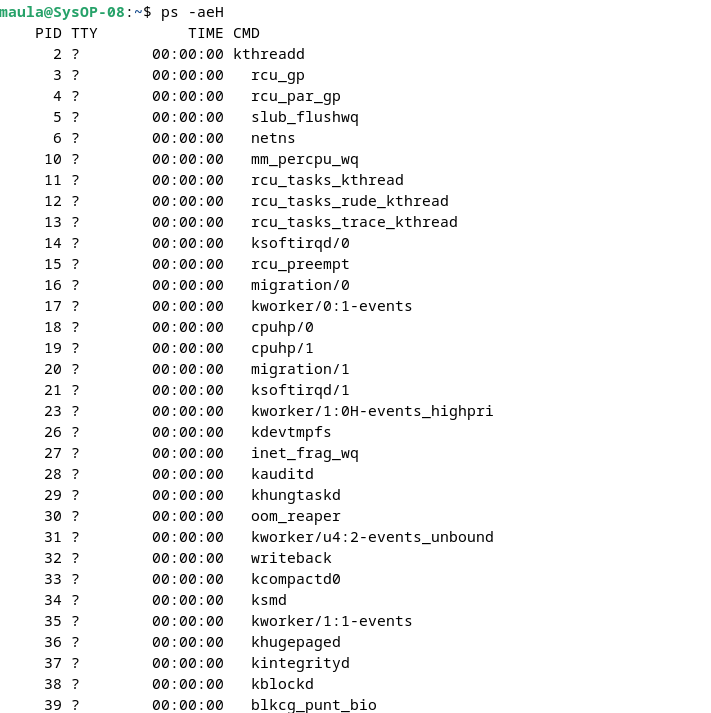 maula@SysOP-08:~$ ps -aeH
    PID TTY          TIME CMD
      2 ?        00:00:00 kthreadd
      3 ?        00:00:00   rcu_gp
      4 ?        00:00:00   rcu_par_gp
      5 ?        00:00:00   slub_flushwq
      6 ?        00:00:00   netns
     10 ?        00:00:00   mm_percpu_wq
     11 ?        00:00:00   rcu_tasks_kthread
     12 ?        00:00:00   rcu_tasks_rude_kthread
     13 ?        00:00:00   rcu_tasks_trace_kthread
     14 ?        00:00:00   ksoftirqd/0
     15 ?        00:00:00   rcu_preempt
     16 ?        00:00:00   migration/0
     17 ?        00:00:00   kworker/0:1-events
     18 ?        00:00:00   cpuhp/0
     19 ?        00:00:00   cpuhp/1
     20 ?        00:00:00   migration/1
     21 ?        00:00:00   ksoftirqd/1
     23 ?        00:00:00   kworker/1:0H-events_highpri
     26 ?        00:00:00   kdevtmpfs
     27 ?        00:00:00   inet_frag_wq
     28 ?        00:00:00   kauditd
     29 ?        00:00:00   khungtaskd
     30 ?        00:00:00   oom_reaper
     31 ?        00:00:00   kworker/u4:2-events_unbound
     32 ?        00:00:00   writeback
     33 ?        00:00:00   kcompactd0
     34 ?        00:00:00   ksmd
     35 ?        00:00:00   kworker/1:1-events
     36 ?        00:00:00   khugepaged
     37 ?        00:00:00   kintegrityd
     38 ?        00:00:00   kblockd
     39 ?        00:00:00   blkcg_punt_bio